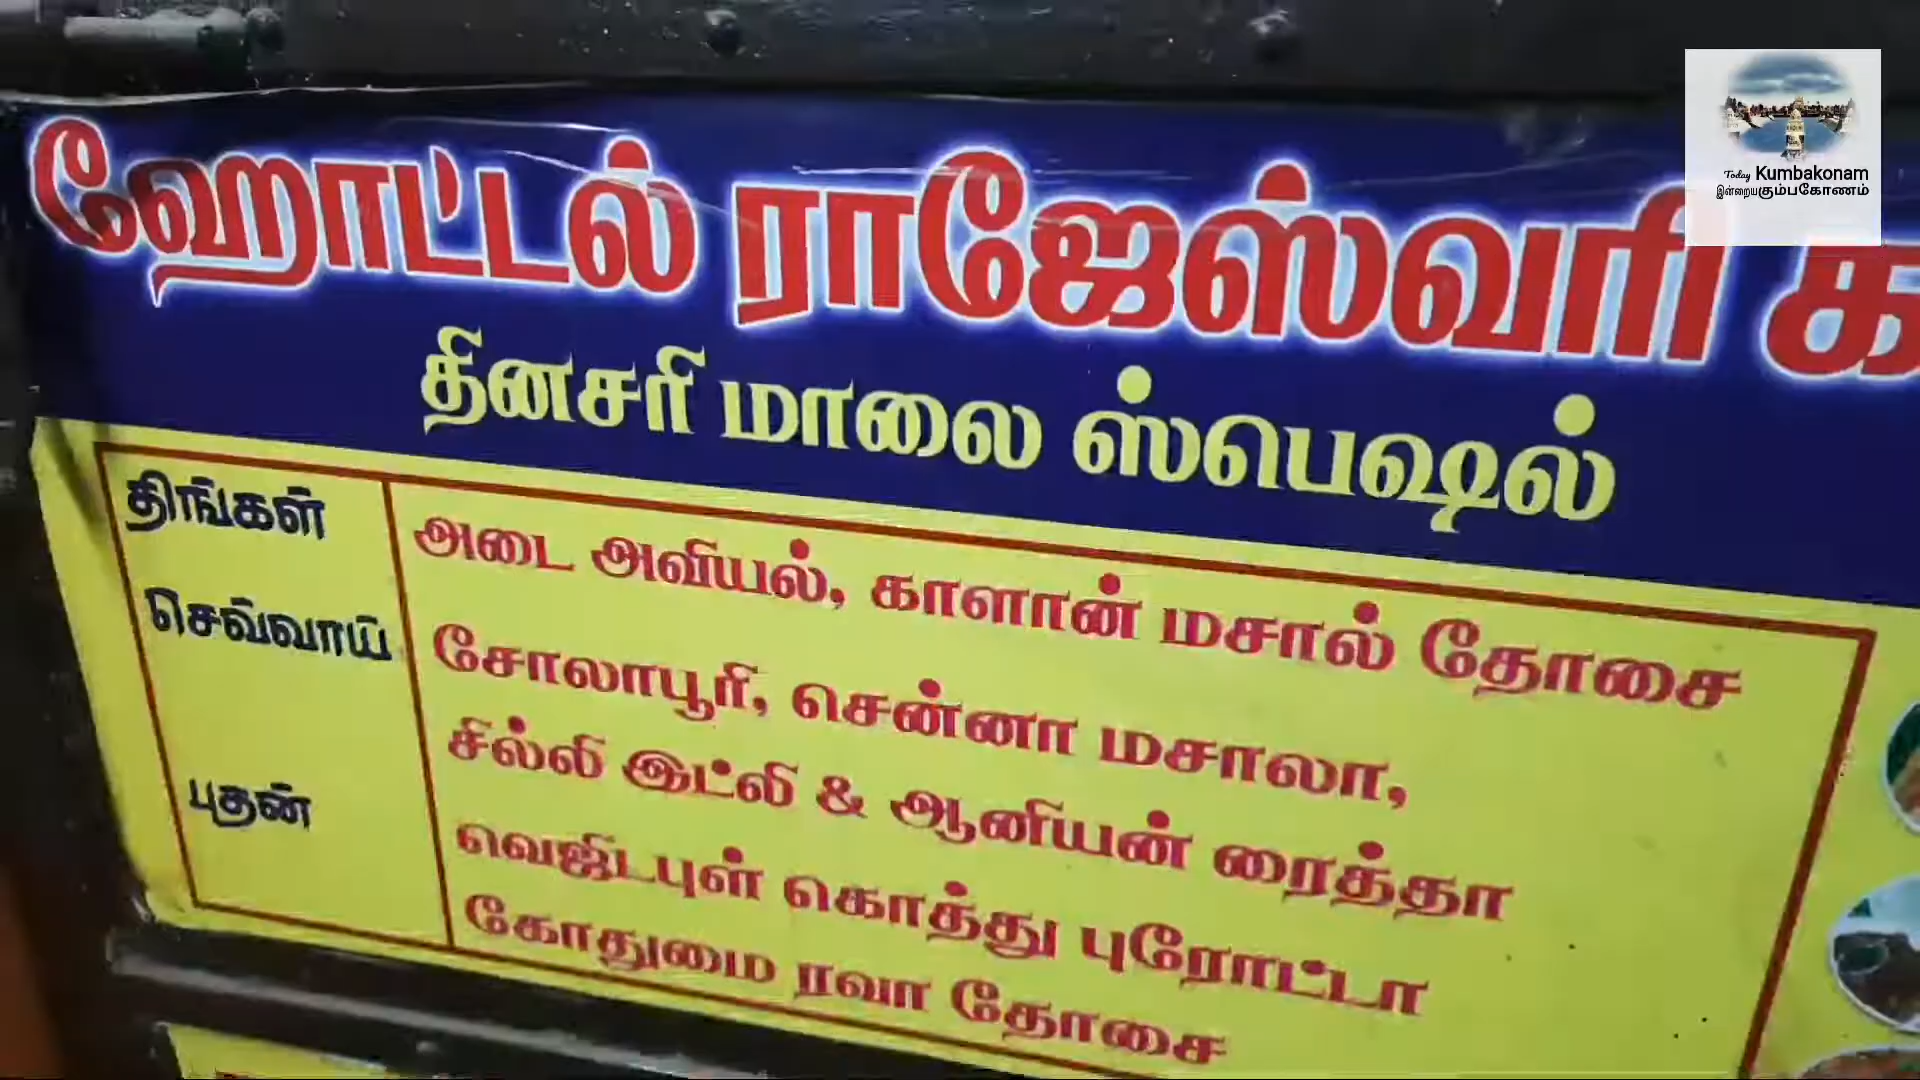 ஹோட்டல் ராஜேஸ்வரி
தினசரி மாலை ஸ்பெஷல்
திங்கள் அடை அவியல், காளான் மசால் தோசை
செவ்வாய் சோலாபூரி, சென்னா மசாலா,
சில்லி இட்லி & ஆனியன் ரைத்தா
புதன் வெஜிடபுள் கொத்து புரோட்டா
கோதுமை ரவா தோசை
Today Kumbakonam
இன்றைய கும்பகோணம்